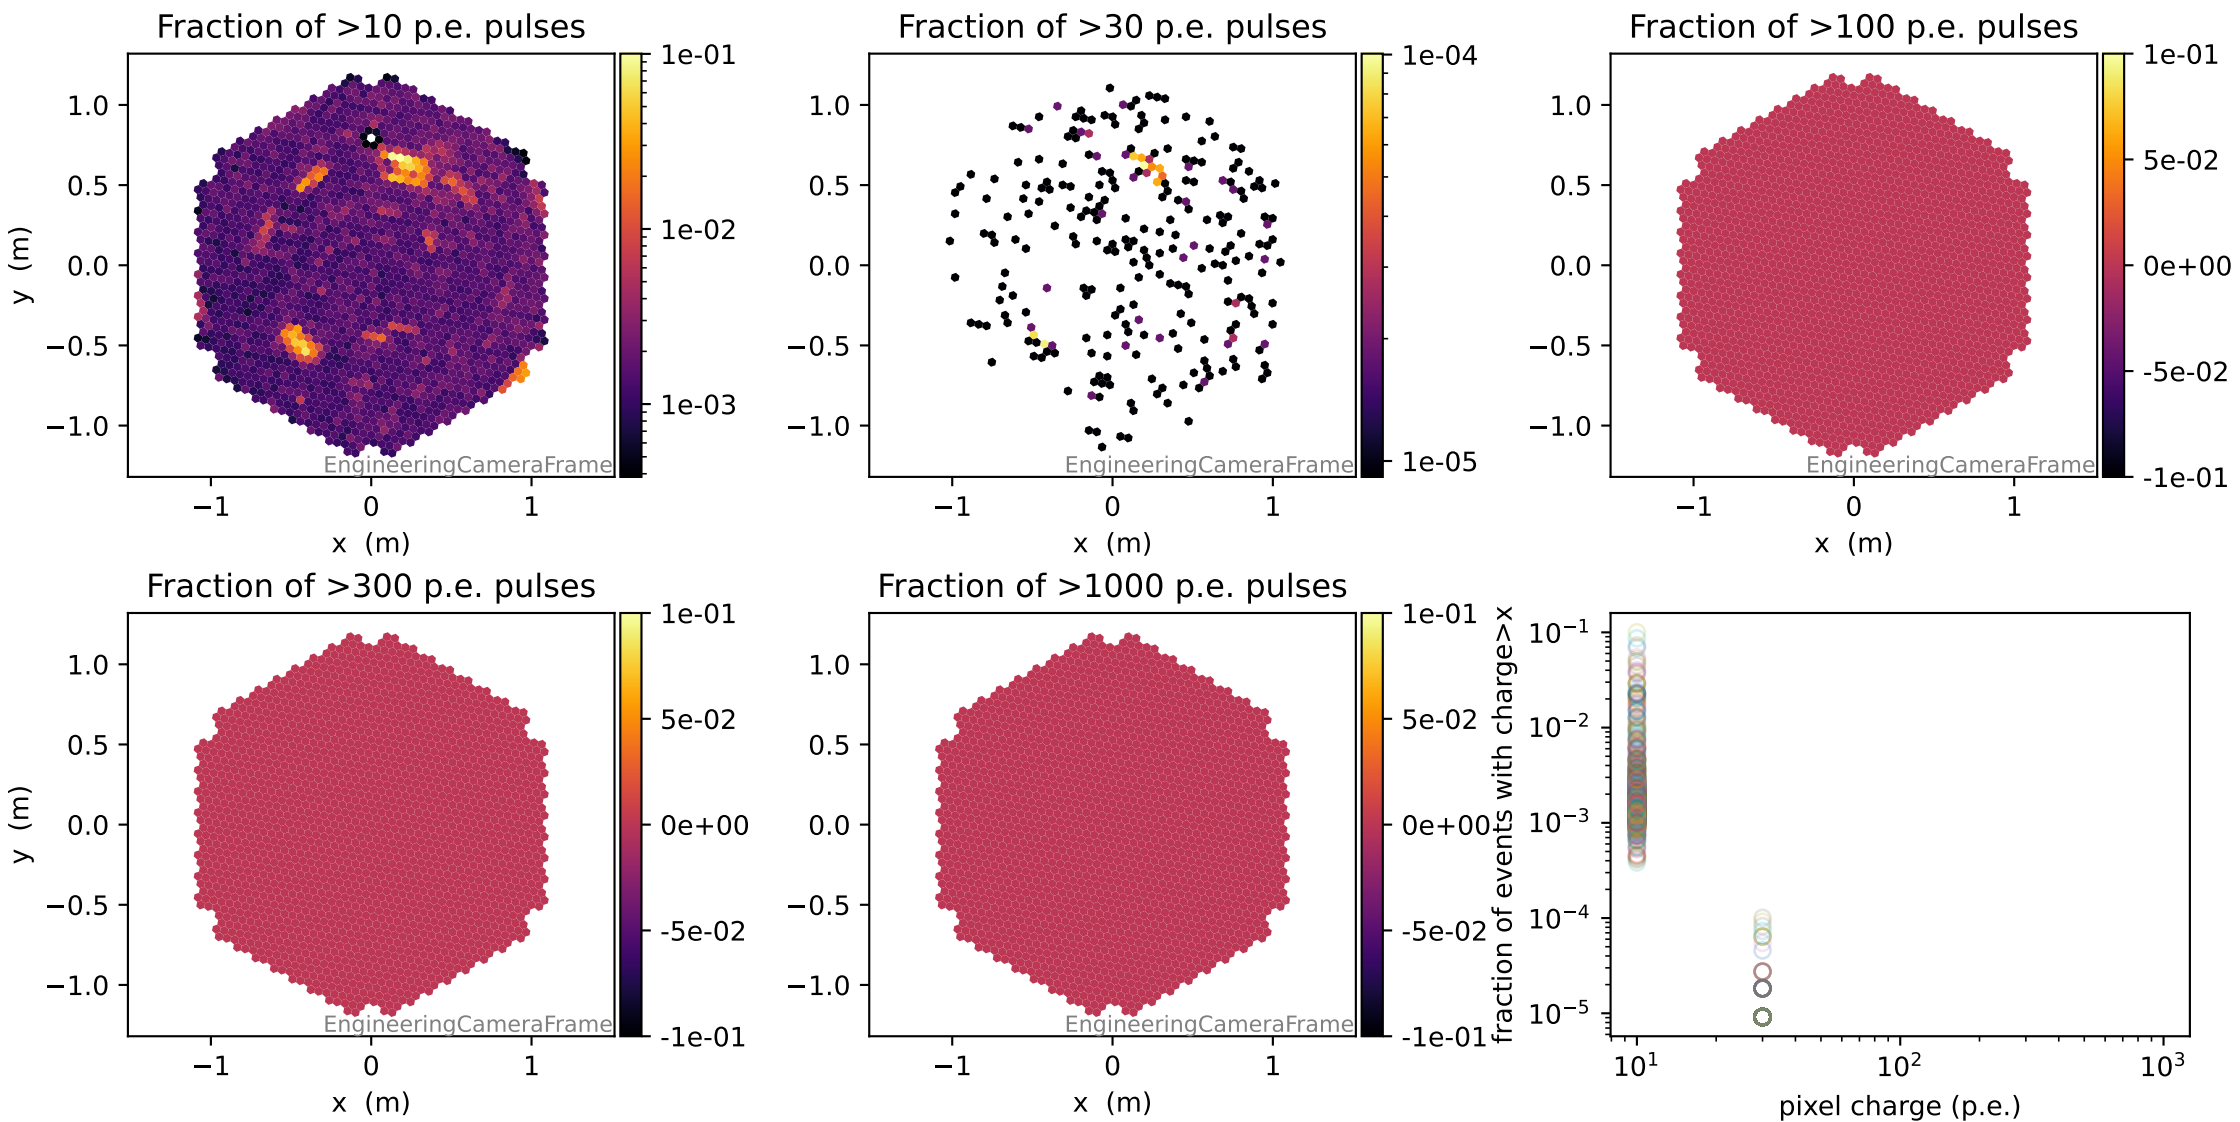 Fraction of >10 p.e. pulses
1.0
0.5
0.0
−0.5
−1.0
y (m)
−1
0
1
x (m)
EngineeringCameraFrame
1e-01
1e-02
1e-03
Fraction of >30 p.e. pulses
1.0
0.5
0.0
−0.5
−1.0
−1
0
1
x (m)
EngineeringCameraFrame
1e-04
1e-05
Fraction of >100 p.e. pulses
1.0
0.5
0.0
−0.5
−1.0
−1
0
1
x (m)
EngineeringCameraFrame
1e-01
5e-02
0e+00
-5e-02
-1e-01
Fraction of >300 p.e. pulses
1.0
0.5
0.0
−0.5
−1.0
y (m)
−1
0
1
x (m)
EngineeringCameraFrame
1e-01
5e-02
0e+00
-5e-02
-1e-01
Fraction of >1000 p.e. pulses
1.0
0.5
0.0
−0.5
−1.0
−1
0
1
x (m)
EngineeringCameraFrame
1e-01
5e-02
0e+00
-5e-02
-1e-01
fraction of events with charge>x
10⁻¹
10⁻²
10⁻³
10⁻⁴
10⁻⁵
10¹
10²
10³
pixel charge (p.e.)